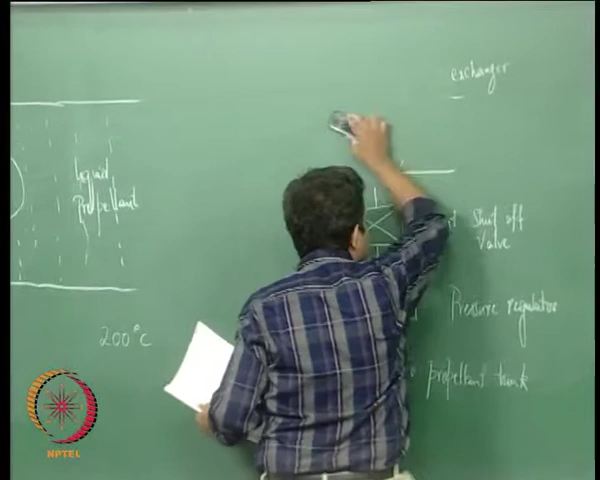 exchanger
liquid
Propellant
Shut off
Valve
Pressure regulator
200°C
propellant tank
NPTEL